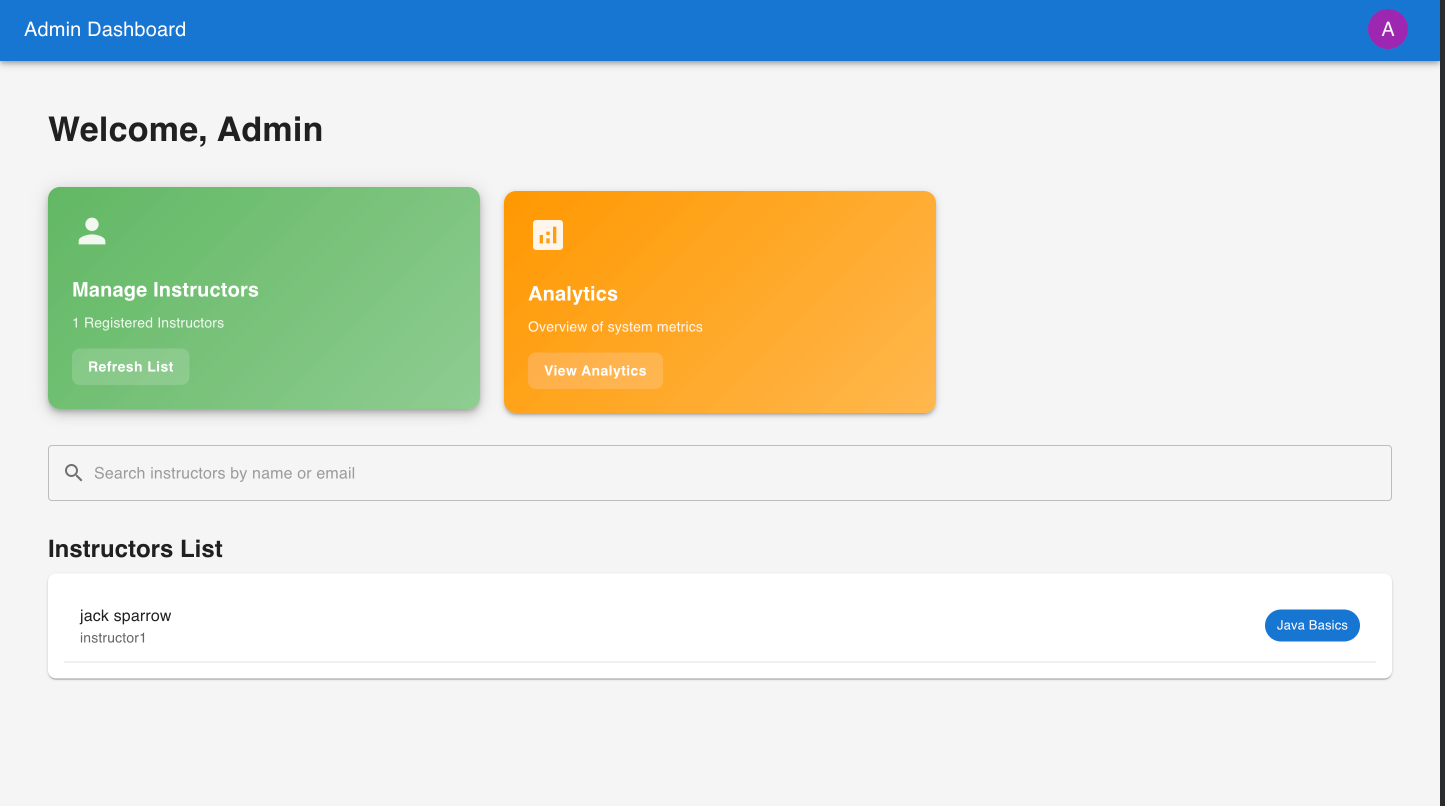 Admin Dashboard
A
Welcome, Admin
Manage Instructors
1 Registered Instructors
Refresh List
Analytics
Overview of system metrics
View Analytics
Search instructors by name or email
Instructors List
jack sparrow
instructor1
Java Basics